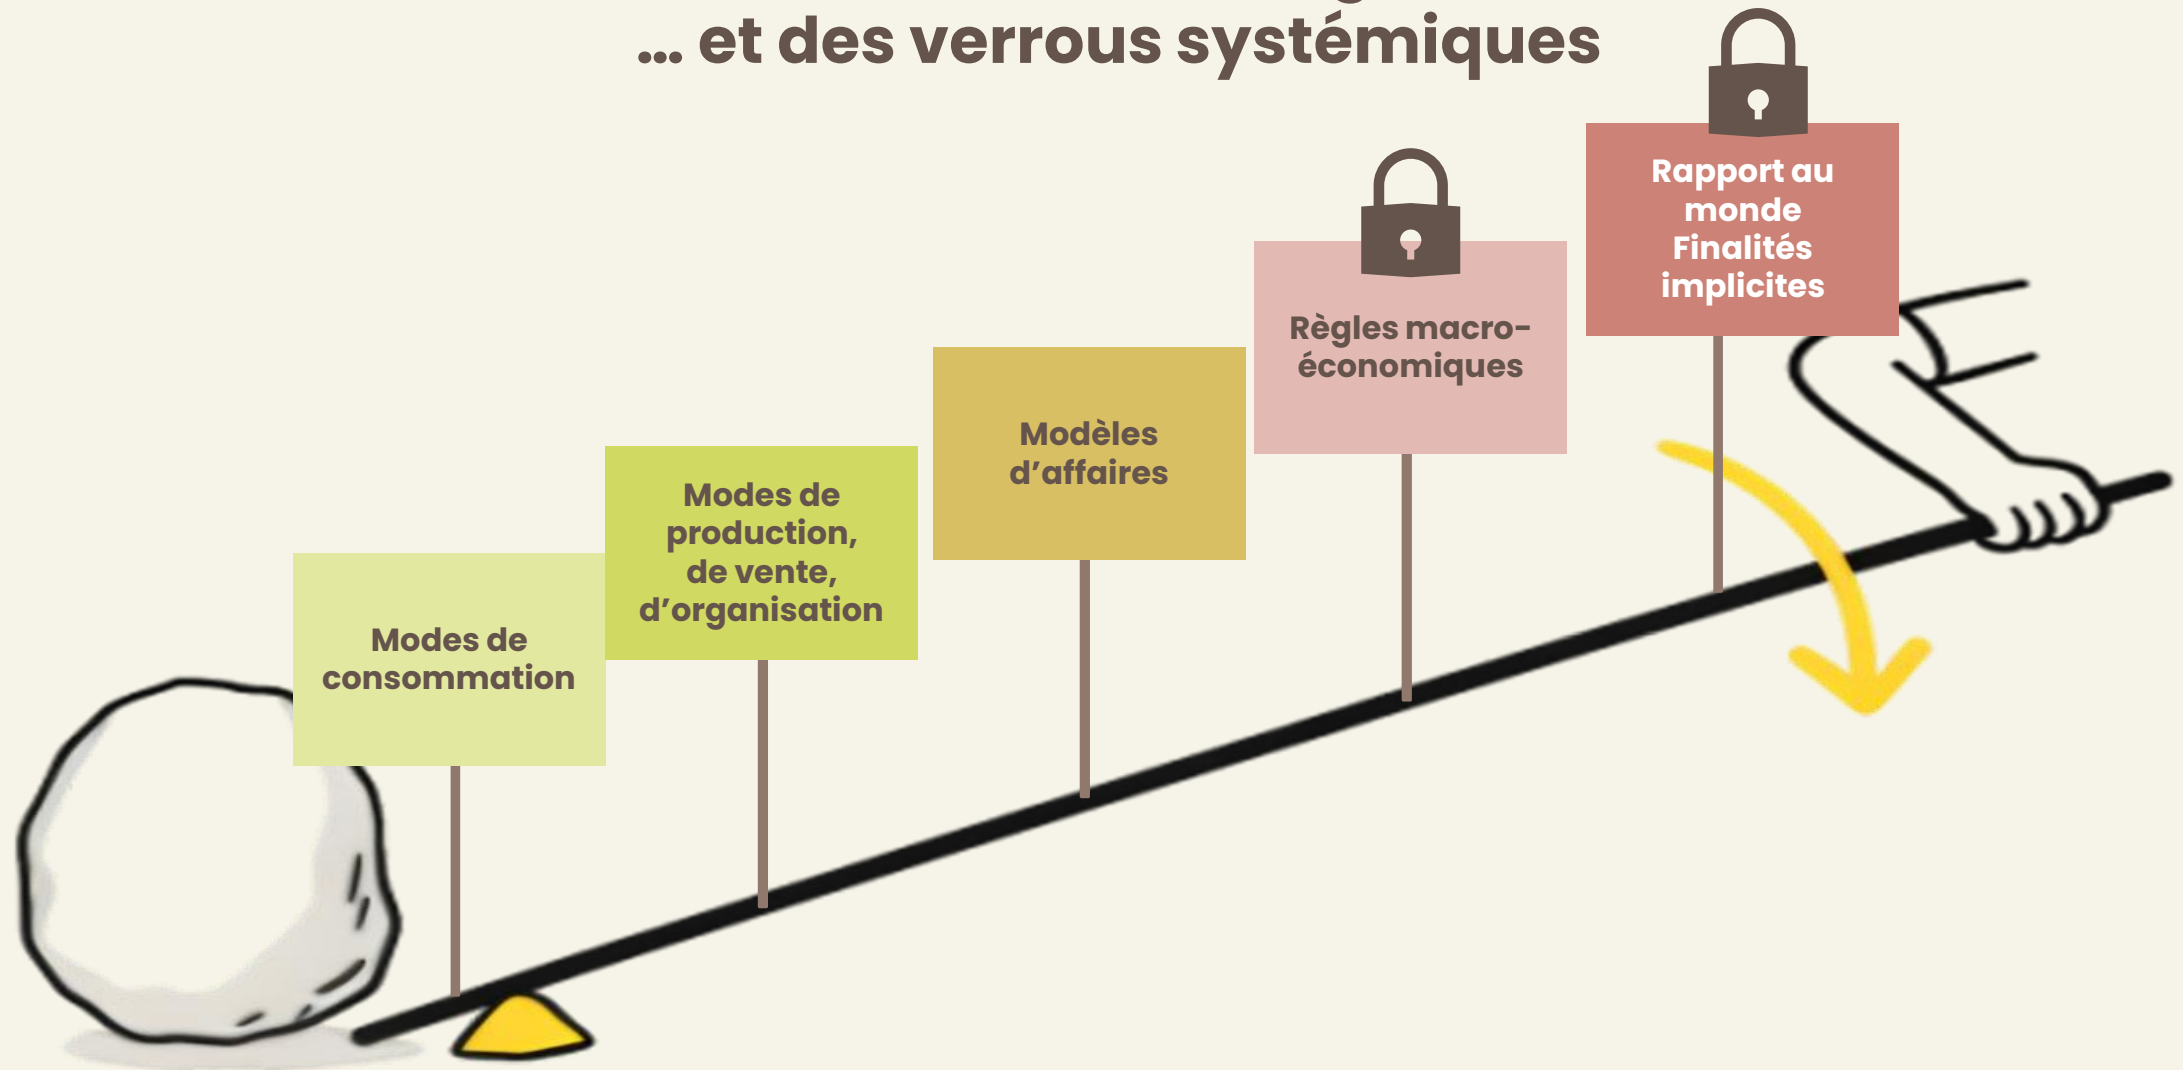 ... et des verrous systémiques
Rapport au
monde
Finalités
implicites
Règles macro-
économiques
Modèles
d’affaires
Modes de
production,
de vente,
d’organisation
Modes de
consommation